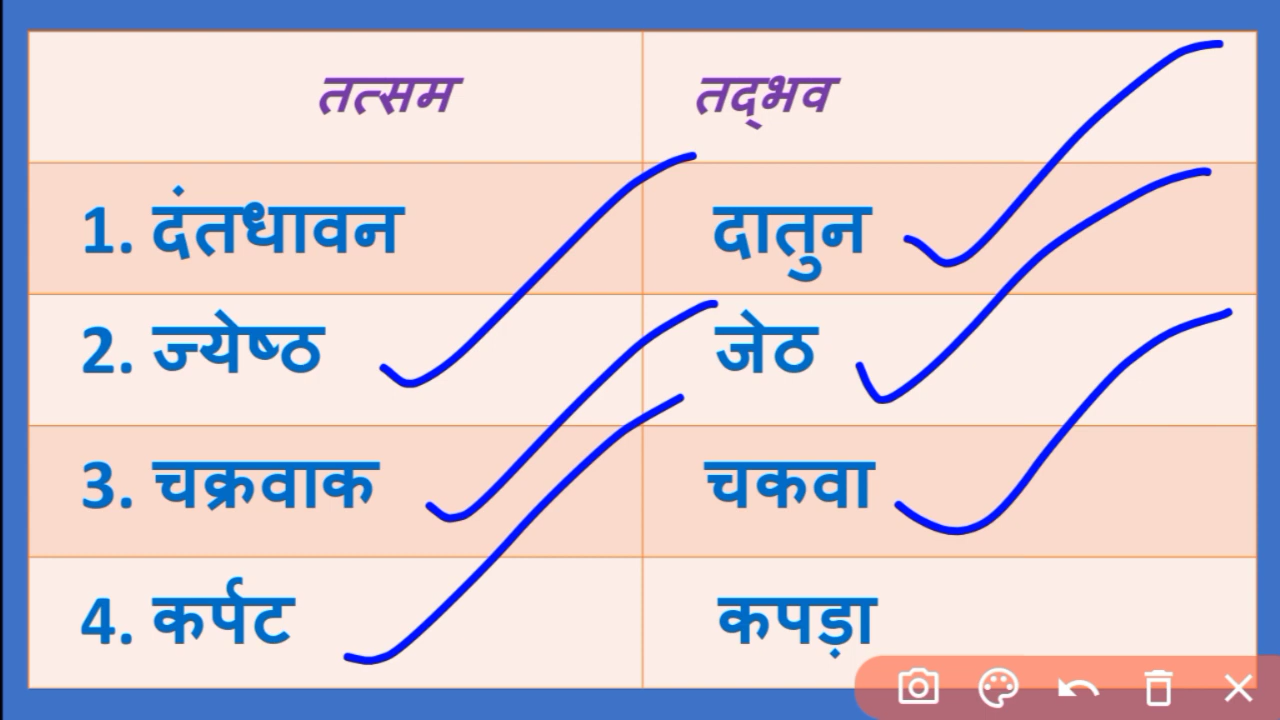 तत्सम तद्भव
1. दंतधावन दातुन
2. ज्येष्ठ जेठ
3. चक्रवाक चकवा
4. कर्पट कपड़ा